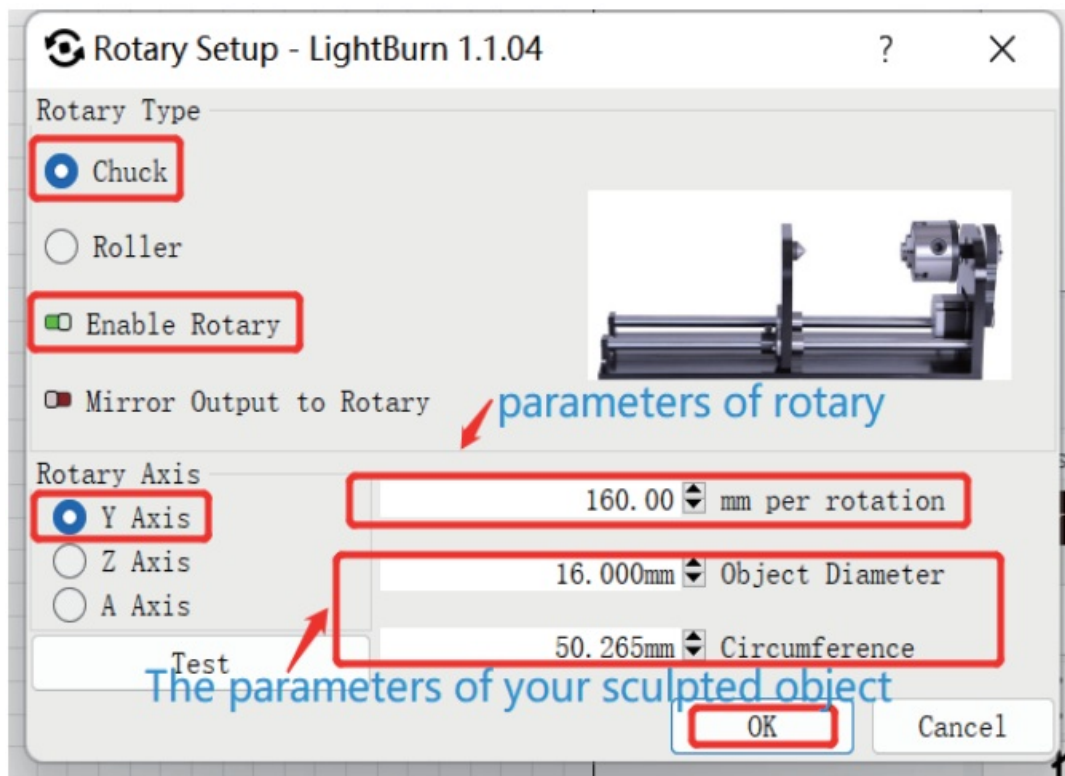 Rotary Setup - LightBurn 1.1.04 ?
Rotary Type
Chuck
Roller
Enable Rotary
Mirror Output to Rotary
parameters of rotary
Rotary Axis
160.00 mm per rotation
Y Axis
Z Axis
16.000mm Object Diameter
A Axis
50.265mm Circumference
Test
The parameters of your sculpted object
OK Cancel